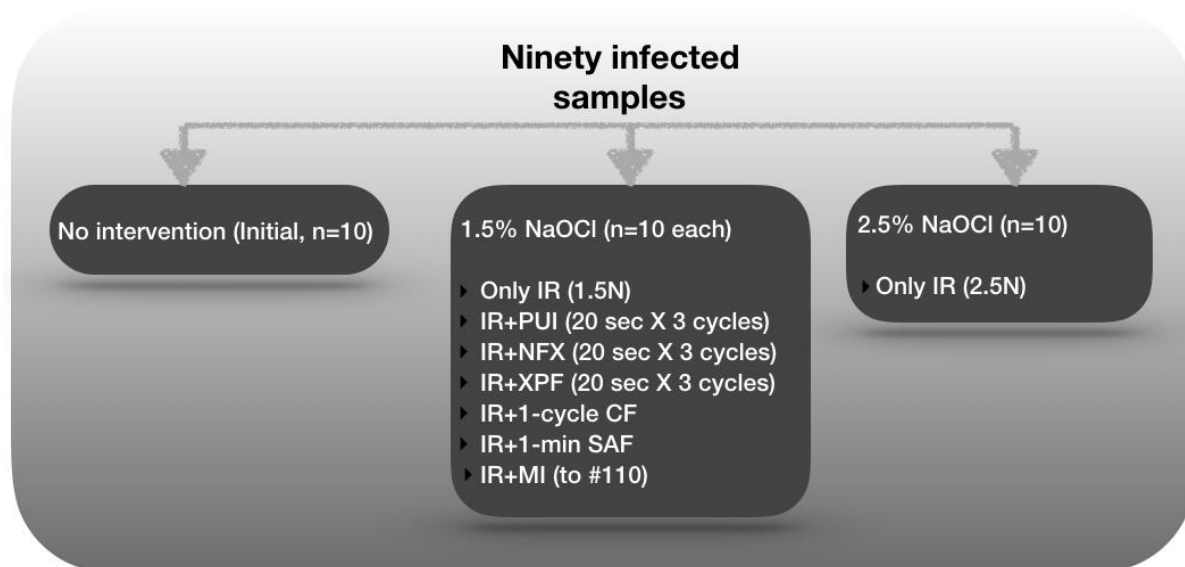 Ninety infected
samples
No intervention (Initial, n=10)
1.5% NaOCl (n=10 each)
Only IR (1.5N)
IR+PUI (20 sec X 3 cycles)
IR+NFX (20 sec X 3 cycles)
IR+XPF (20 sec X 3 cycles)
IR+1-cycle CF
IR+1-min SAF
IR+MI (to #110)
2.5% NaOCl (n=10)
Only IR (2.5N)